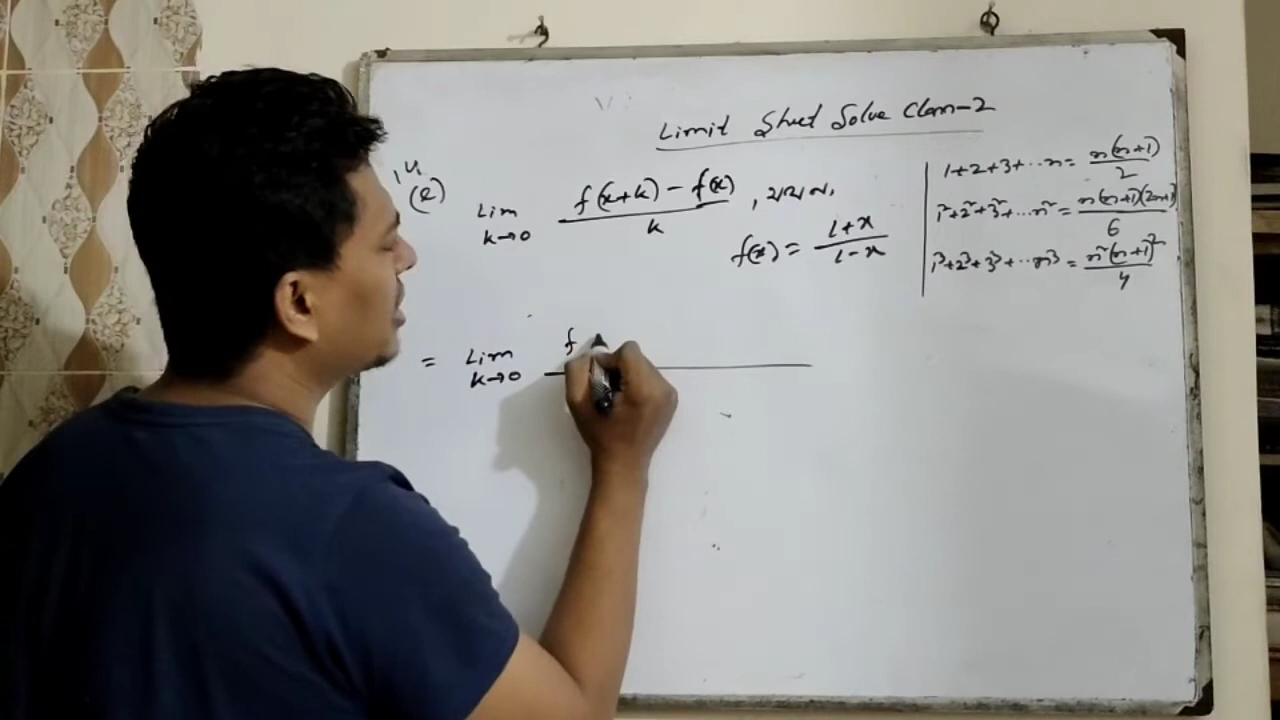 Limit Sheet Solve Class-2
(2) Lim k→0 f(x+k) - f(x) / k , যখন,
f(x) = 1+x / 1-x
= Lim k→0 f
1+2+3+⋯n = n(n+1) / 2
1²+2²+3²+⋯n² = n(n+1)(2n+1) / 6
1³+2³+3³+⋯n³ = n²(n+1)² / 4